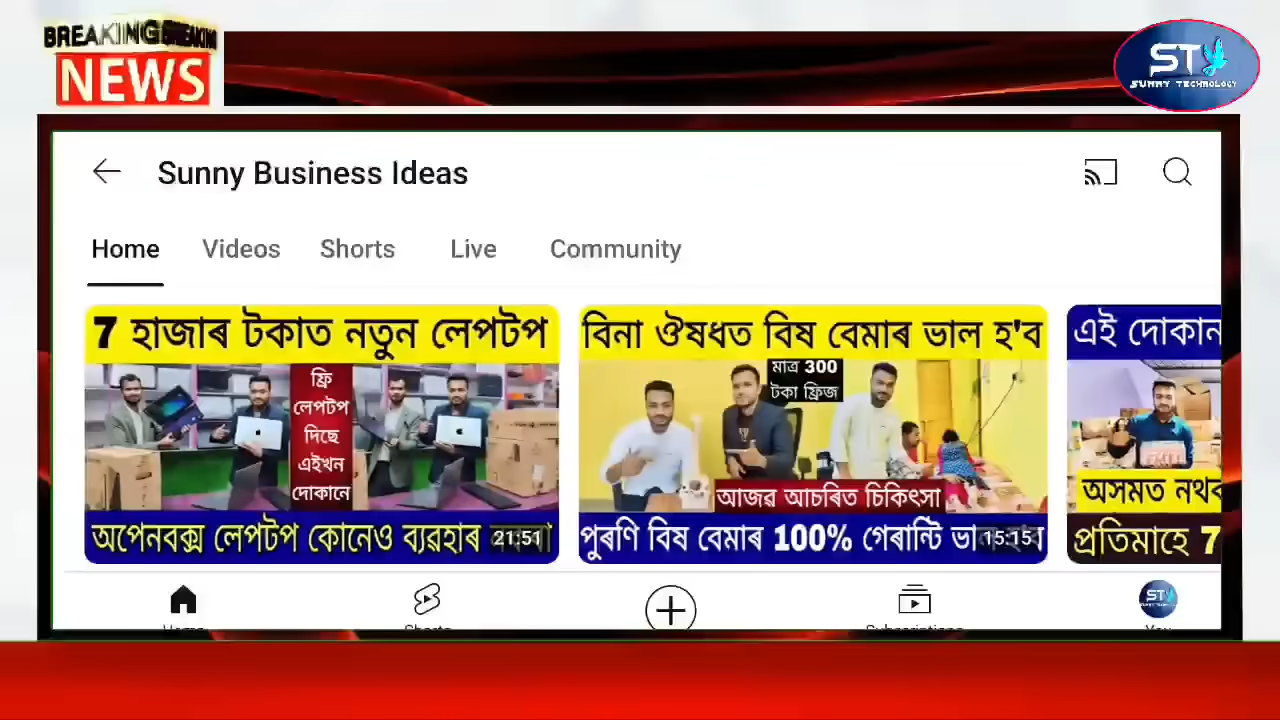 BREAKING
NEWS
ST
SUNNY TECHNOLOGY
Sunny Business Ideas
Home Videos Shorts Live Community
7 হাজাৰ টকাত নতুন লেপটপ
ফ্ৰি
লেপটপ
দিছে
এইখন
দোকানে
অপেনবক্স লেপটপ কোনেও ব্যৱহাৰ
21:51
বিনা ঔষধত বিষ বেমাৰ ভাল হ'ব
মাত্ৰ 300
টকা ফ্ৰিজ
আজৱ আচৰিত চিকিৎসা
পুৰণি বিষ বেমাৰ 100% গেৰান্টি
15:15
এই দোকান
অসমত
প্ৰতিমাহে 7
ST